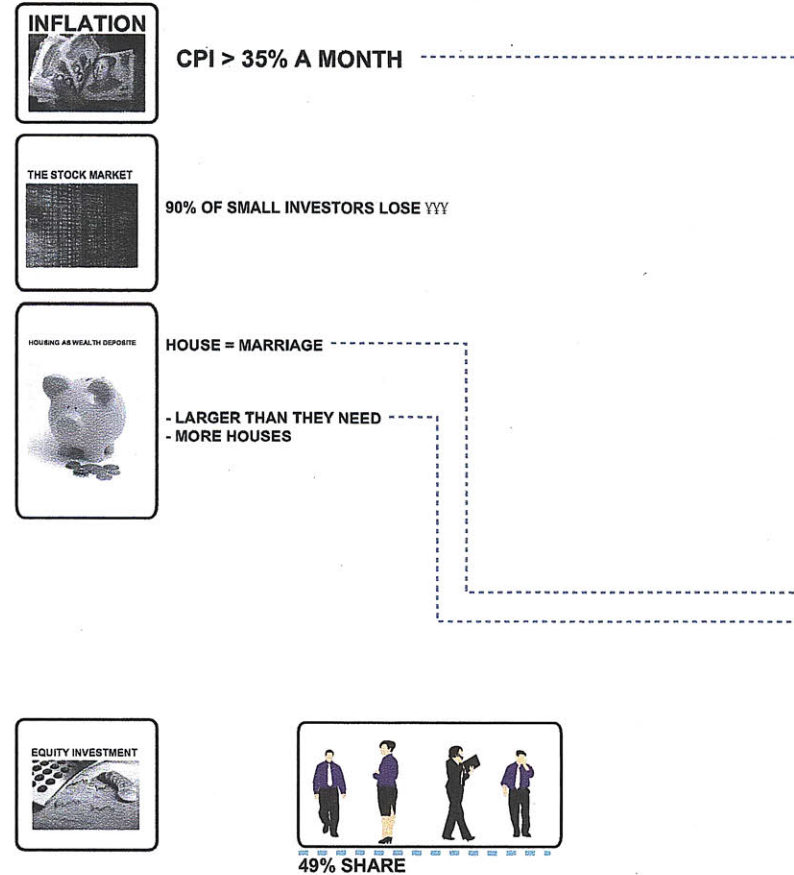 INFLATION
CPI > 35% A MONTH
THE STOCK MARKET
90% OF SMALL INVESTORS LOSE ¥¥¥
HOUSING AS WEALTH DEPOSITE
HOUSE = MARRIAGE
- LARGER THAN THEY NEED
- MORE HOUSES
EQUITY INVESTMENT
49% SHARE